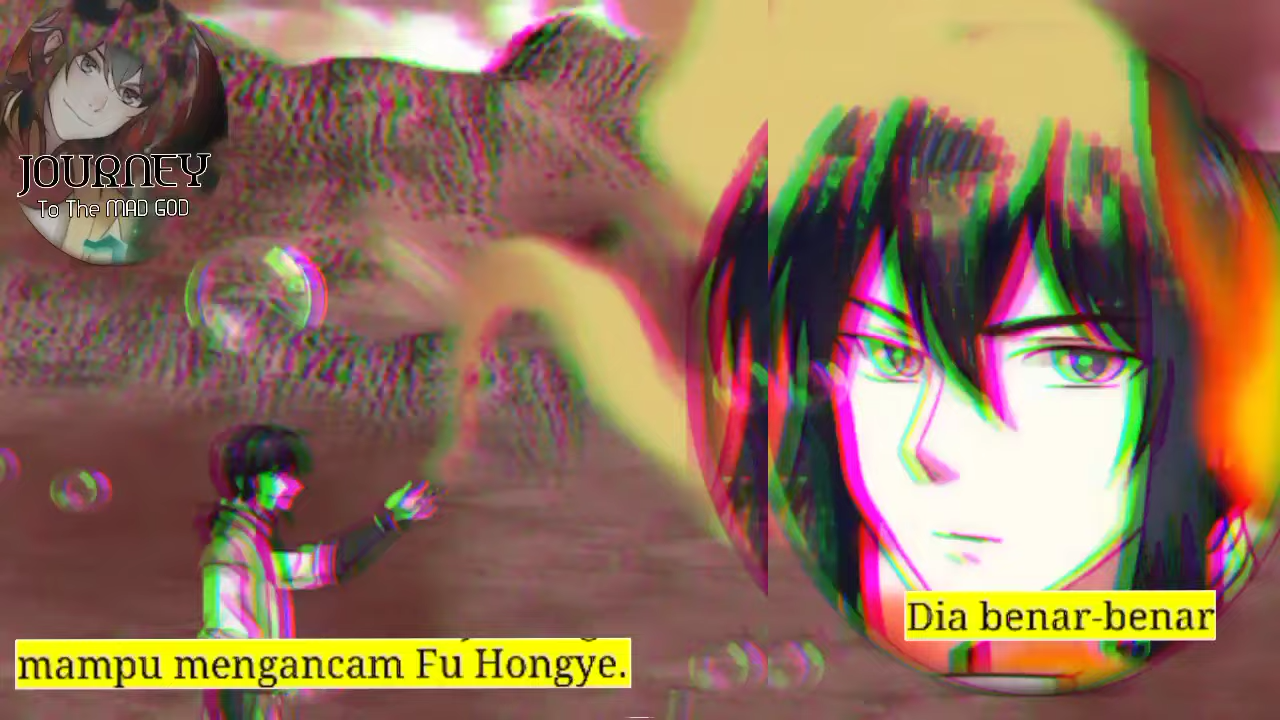 JOURNEY
To The MAD GOD
Dia benar-benar
mampu mengancam Fu Hongye.